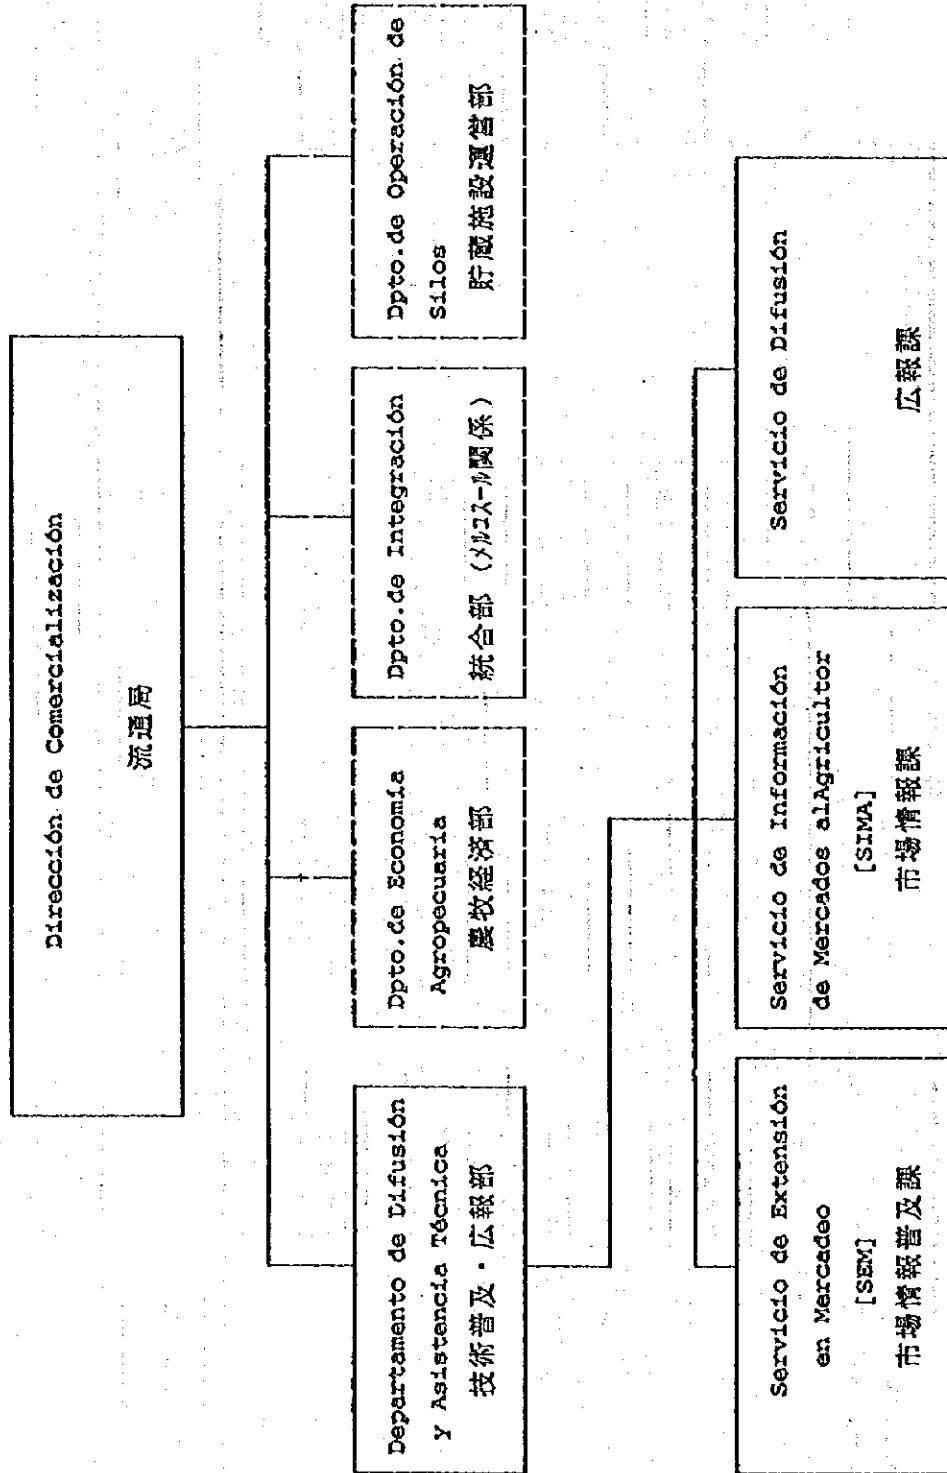 Dirección de Comercialización
流通局
Departamento de Difusión
y Asistencia Técnica
技術普及・広報部
Dpto.de Economía
Agropecuaria
農牧経済部
Dpto.de Integración
統合部（メルコスール関係）
Dpto.de Operación de
Silos
貯蔵施設運営部
Servicio de Extensión
en Mercadeo
[SEM]
市場情報普及課
Servicio de Información
de Mercados alAgricultor
[SIMA]
市場情報課
Servicio de Difusión
広報課